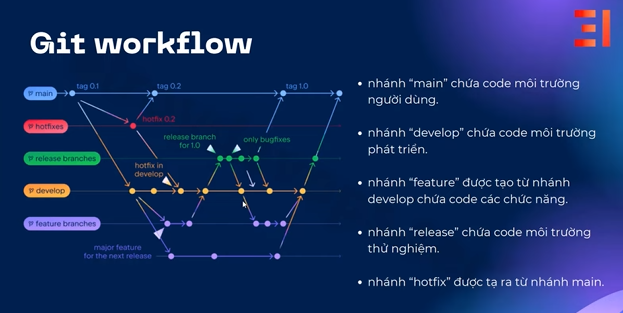 Git workflow
tag 0.1
tag 0.2
tag 1.0
main
hotfixes
hotfix 0.2
release branch
for 1.0
only bugfixes
release branches
hotfix in
develop
develop
feature branches
major feature
for the next release
nhánh “main” chứa code môi trường
người dùng.
nhánh “develop” chứa code môi trường
phát triển.
nhánh “feature” được tạo từ nhánh
develop chứa code các chức năng.
nhánh “release” chứa code môi trường
thử nghiệm.
nhánh “hotfix” được tạ ra từ nhánh main.